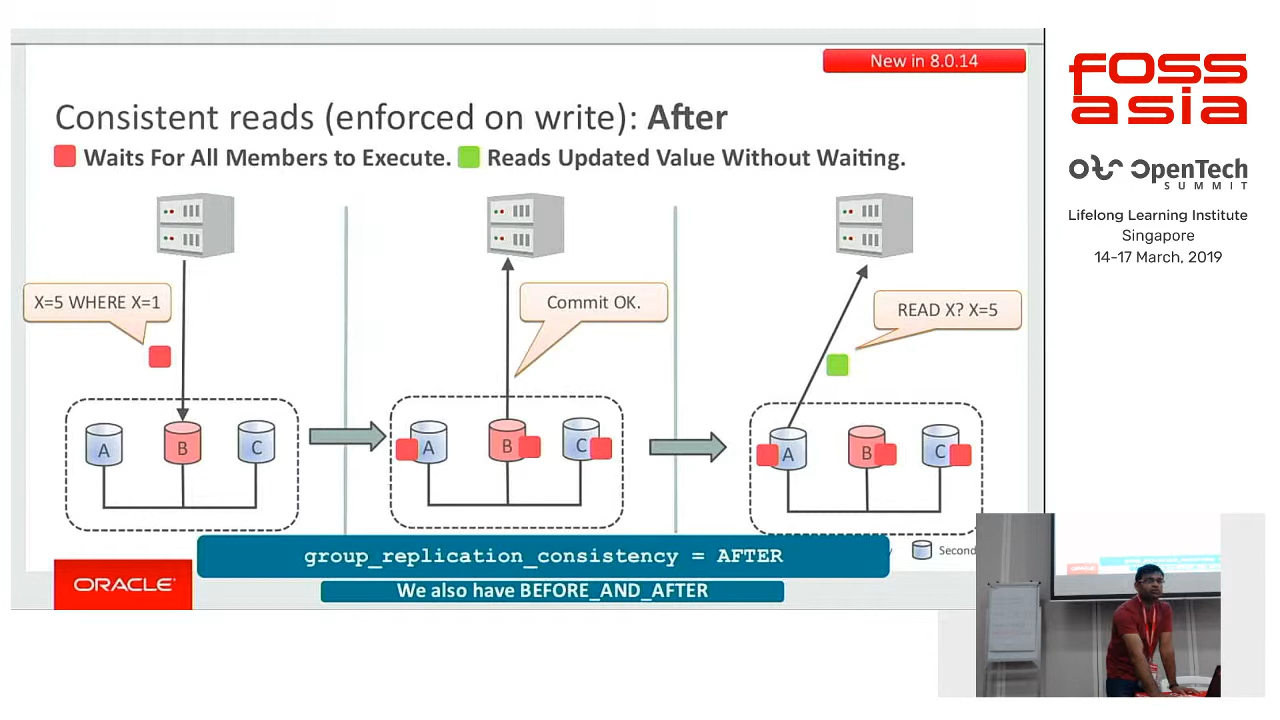 New in 8.0.14
Consistent reads (enforced on write): After
Waits For All Members to Execute. Reads Updated Value Without Waiting.
X=5 WHERE X=1
Commit OK.
READ X? X=5
A
B
C
A
B
C
A
B
C
Second
group_replication_consistency = AFTER
We also have BEFORE_AND_AFTER
ORACLE
FOSS
asia
OpenTech
SUMMIT
Lifelong Learning Institute
Singapore
14-17 March, 2019